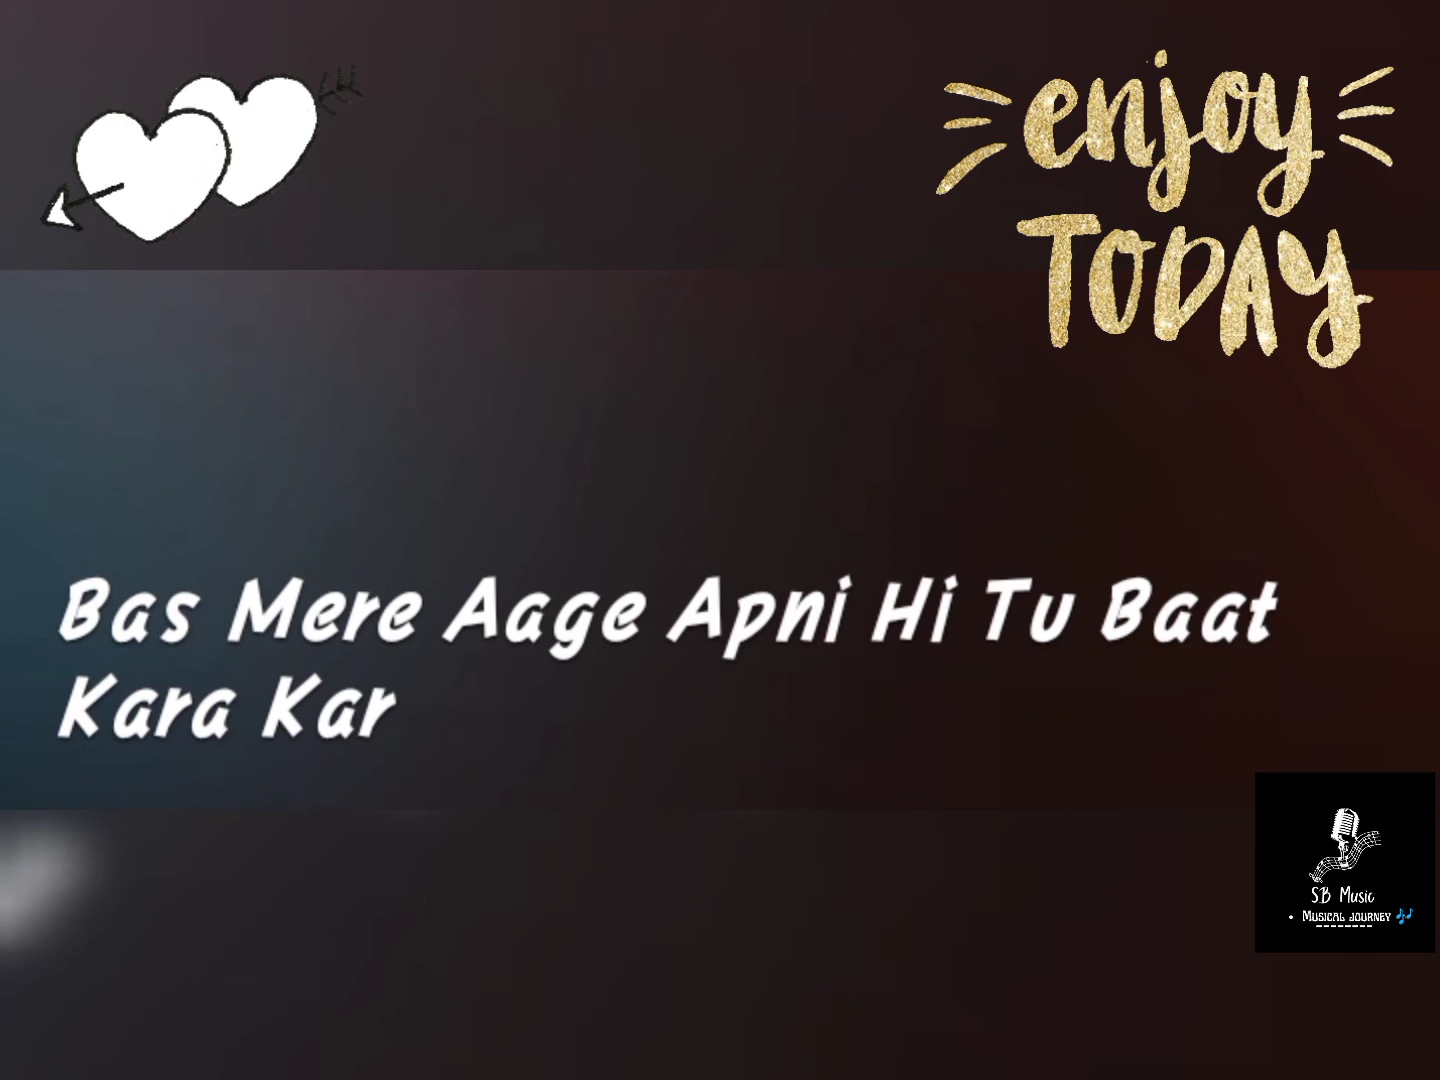 enjoy
TODAY
Bas Mere Aage Apni Hi Tu Baat
Kara Kar
SB Music
• MUSICAL JOURNEY 🎶